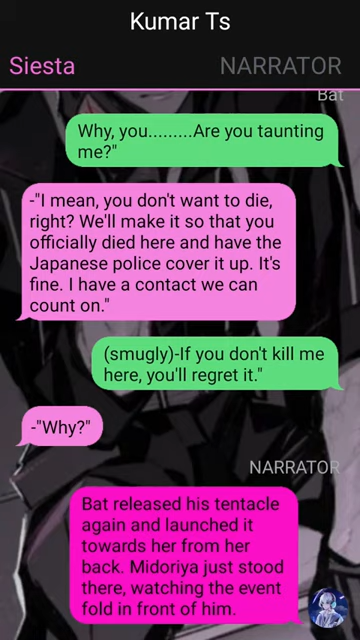 Kumar Ts
Siesta
NARRATOR
Bat
Why, you.........Are you taunting
me?"
-"I mean, you don't want to die,
right? We'll make it so that you
officially died here and have the
Japanese police cover it up. It's
fine. I have a contact we can
count on."
(smugly)-If you don't kill me
here, you'll regret it."
-"Why?"
NARRATOR
Bat released his tentacle
again and launched it
towards her from her
back. Midoriya just stood
there, watching the event
fold in front of him.